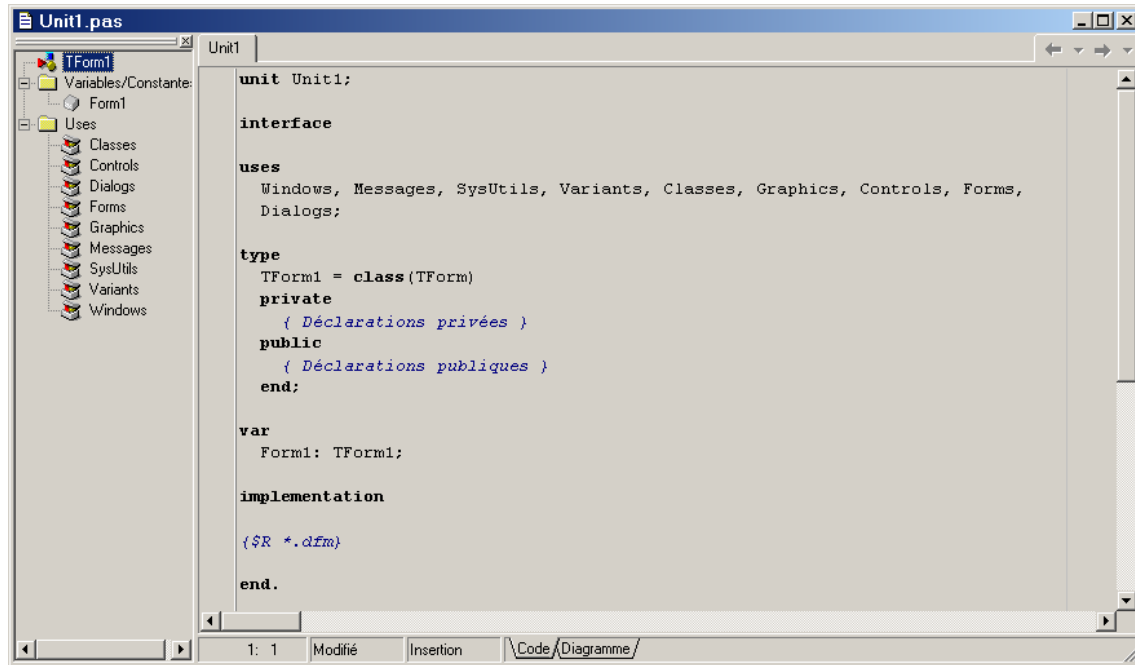 Unit1.pas
TForm1
Variables/Constante
Form1
Uses
Classes
Controls
Dialogs
Forms
Graphics
Messages
SysUtils
Variants
Windows
Unit1
unit Unit1;
interface
uses
Windows, Messages, SysUtils, Variants, Classes, Graphics, Controls, Forms,
Dialogs;
type
TForm1 = class(TForm)
private
{ Déclarations privées }
public
{ Déclarations publiques }
end;
var
Form1: TForm1;
implementation
{$R *.dfm}
end.
1: 1 Modifié Insertion Code Diagramme